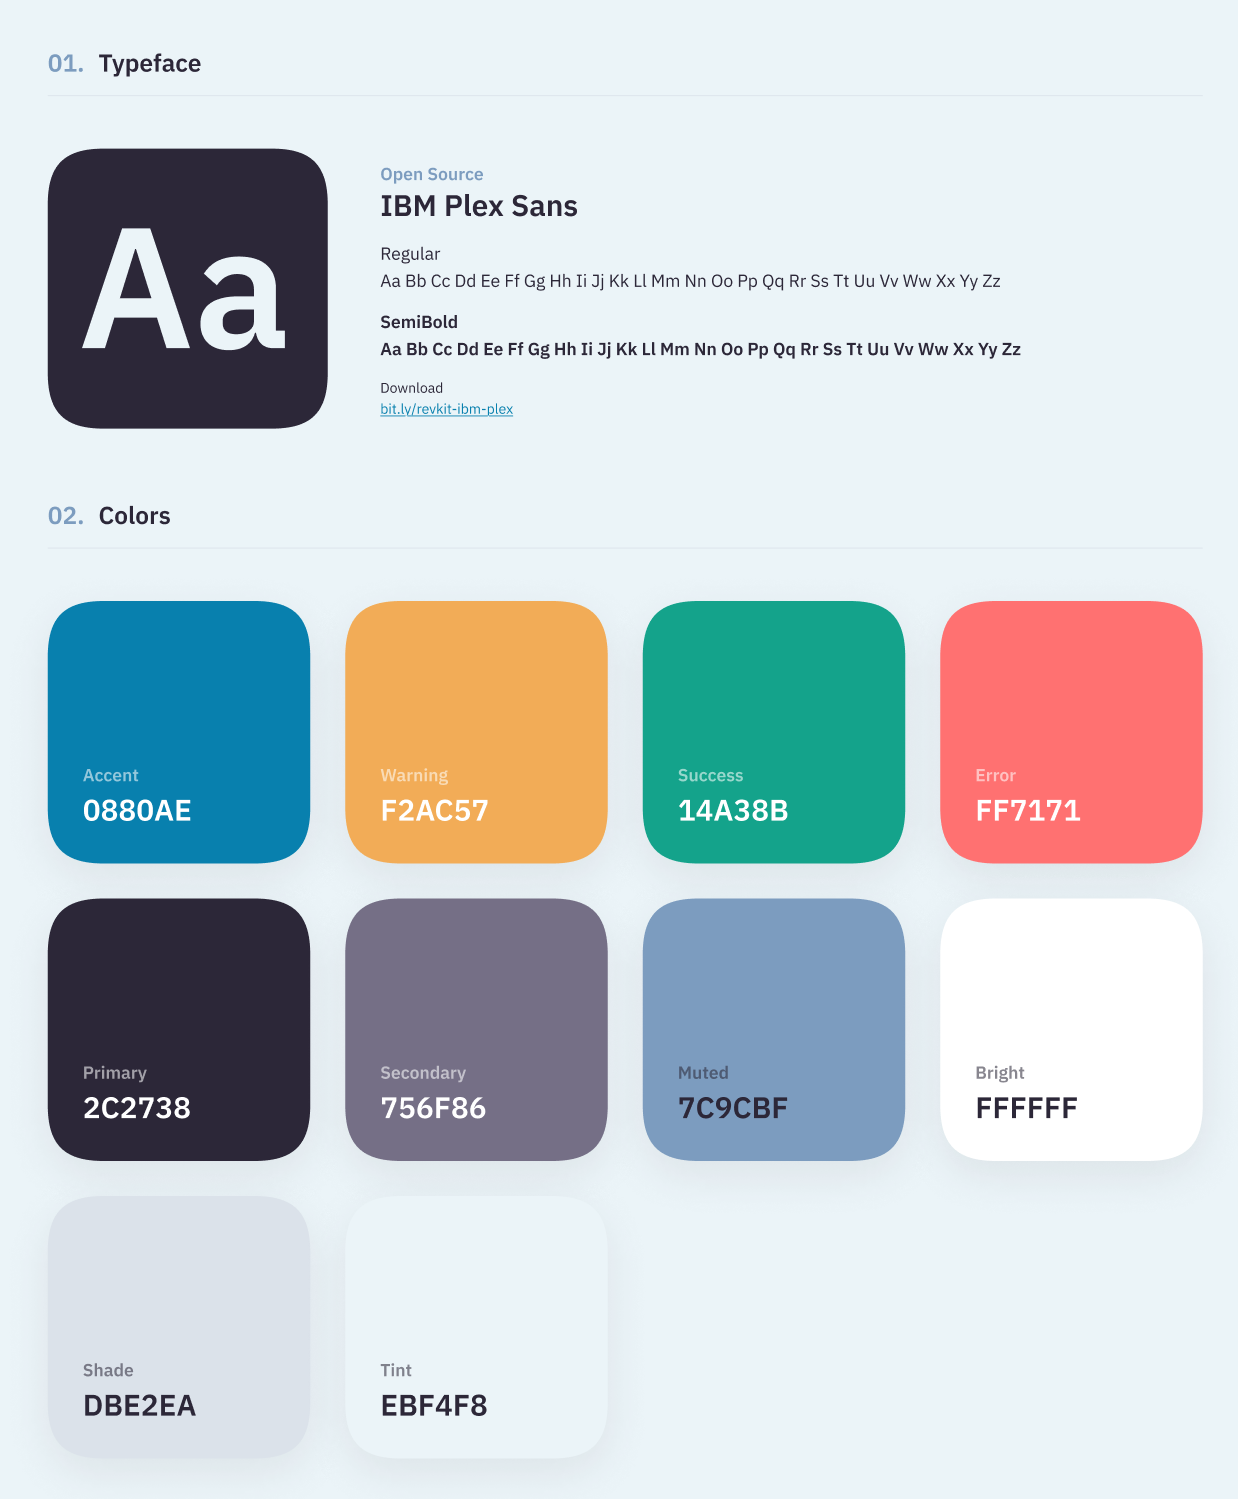 01. Typeface
Aa
Open Source
IBM Plex Sans
Regular
Aa Bb Cc Dd Ee Ff Gg Hh Ii Jj Kk Ll Mm Nn Oo Pp Qq Rr Ss Tt Uu Vv Ww Xx Yy Zz
SemiBold
Aa Bb Cc Dd Ee Ff Gg Hh Ii Jj Kk Ll Mm Nn Oo Pp Qq Rr Ss Tt Uu Vv Ww Xx Yy Zz
Download
bit.ly/revkit-ibm-plex
02. Colors
Accent
0880AE
Warning
F2AC57
Success
14A38B
Error
FF7171
Primary
2C2738
Secondary
756F86
Muted
7C9CBF
Bright
FFFFFF
Shade
DBE2EA
Tint
EBF4F8